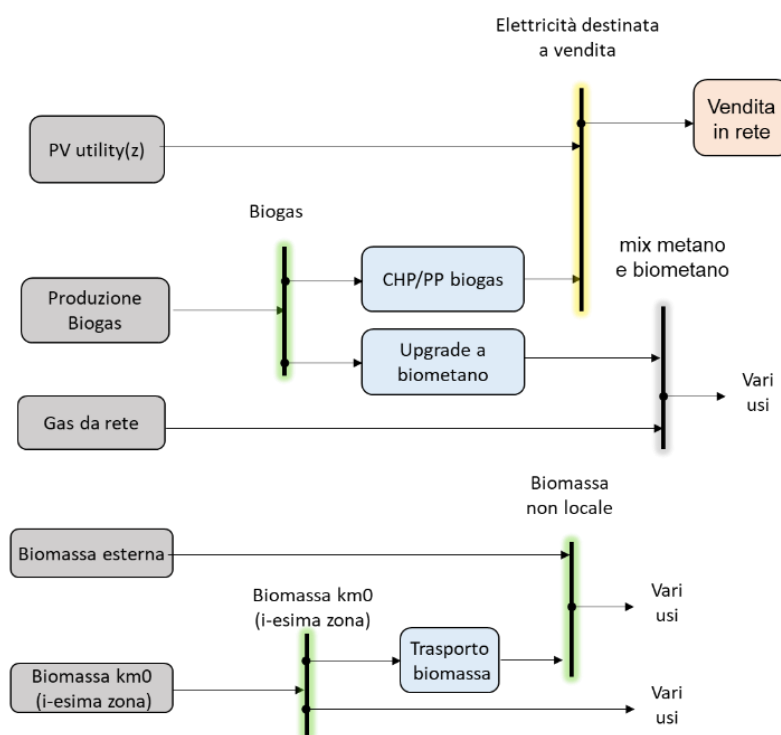 Elettricità destinata
a vendita
Vendita
in rete
PV utility(z)
Biogas
mix metano
e biometano
CHP/PP biogas
Produzione
Biogas
Upgrade a
biometano
Vari
usi
Gas da rete
Biomassa
non locale
Biomassa esterna
Biomassa km0
(i-esima zona)
Vari
usi
Trasporto
biomassa
Biomassa km0
(i-esima zona)
Vari
usi